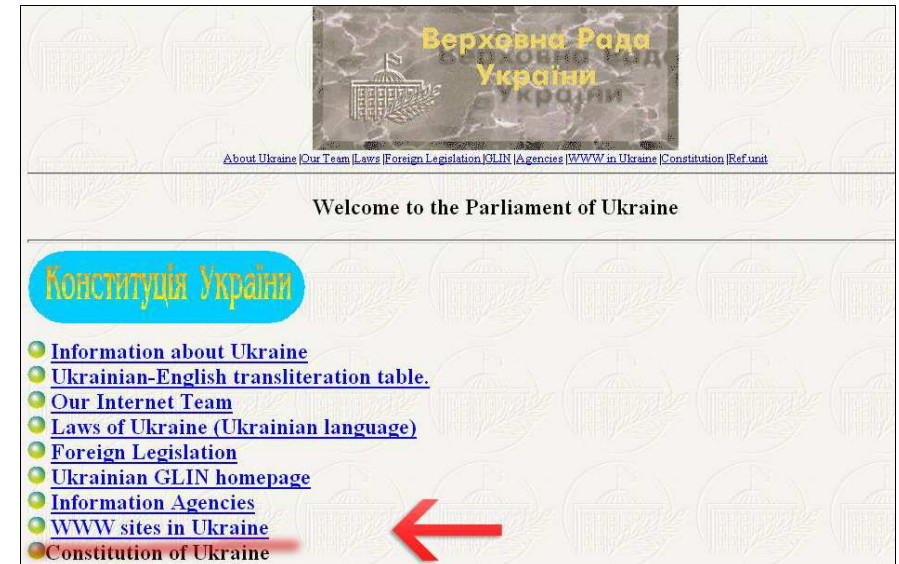 Верховна Рада
України
About Ukraine |Our Team |Laws |Foreign Legislation |GLIN |Agencies |WWW in Ukraine |Constitution |Ref.unit
Welcome to the Parliament of Ukraine
Конституція України
Information about Ukraine
Ukrainian-English transliteration table.
Our Internet Team
Laws of Ukraine (Ukrainian language)
Foreign Legislation
Ukrainian GLIN homepage
Information Agencies
WWW sites in Ukraine
Constitution of Ukraine